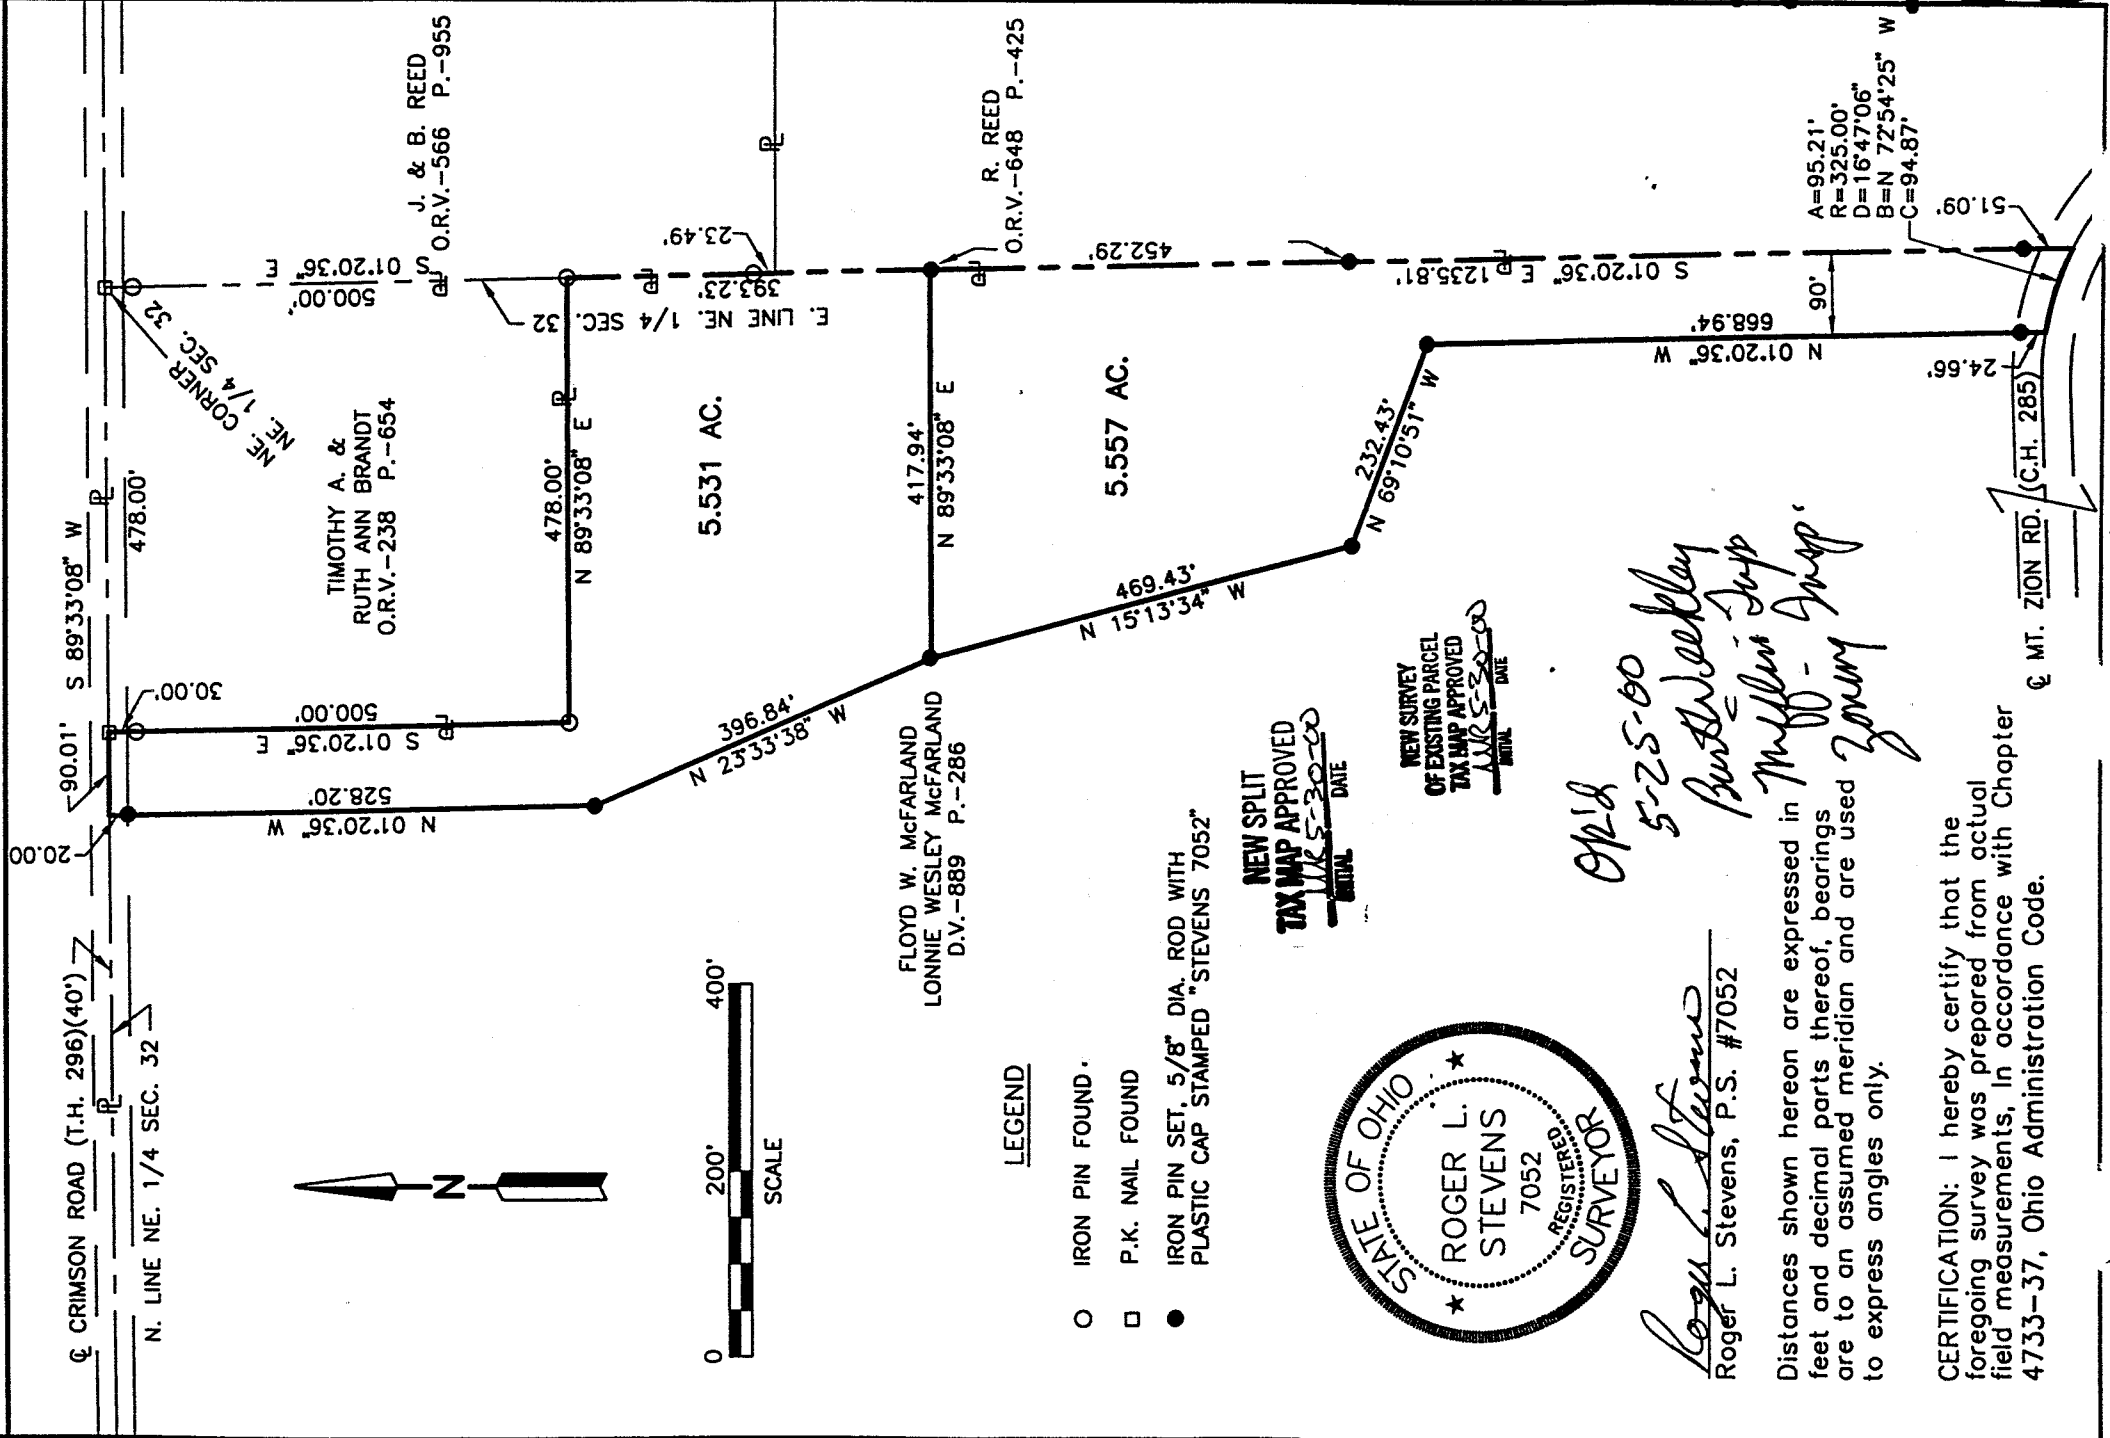 ℄ CRIMSON ROAD (T.H. 296)(40')
N. LINE NE. 1/4 SEC. 32
20.00'
90.01'
S 89°33'08" W
30.00'
478.00'
NE. CORNER
NE. 1/4 SEC. 32
TIMOTHY A. &
RUTH ANN BRANDT
O.R.V.-238 P.-654
J. & B. REED
O.R.V.-566 P.-955
S 01°20'36" E
500.00'
S 01°20'36" E
500.00'
N 01°20'36" W
528.20'
478.00'
N 89°33'08" E
E. LINE NE. 1/4 SEC. 32
393.23'
23.49'
5.531 AC.
396.84'
N 23°33'38" W
417.94'
N 89°33'08" E
R. REED
O.R.V.-648 P.-425
452.29'
FLOYD W. McFARLAND
LONNIE WESLEY McFARLAND
D.V.-889 P.-286
5.557 AC.
469.43'
N 15°13'34" W
232.43'
N 69°10'51" W
S 01°20'36" E 1235.81'
N 01°20'36" W
668.94'
90'
A=95.21'
R=325.00'
D=16°47'06"
B=N 72°54'25" W
C=94.87'
51.09'
24.66'
℄ MT. ZION RD. (C.H. 285)
N
0 200' 400'
SCALE
LEGEND
IRON PIN FOUND.
P.K. NAIL FOUND
IRON PIN SET, 5/8" DIA. ROD WITH
PLASTIC CAP STAMPED "STEVENS 7052"
NEW SPLIT
TAX MAP APPROVED
5-30-00
INITIAL DATE
NEW SURVEY
OF EXISTING PARCEL
TAX MAP APPROVED
5-30-00
INITIAL DATE
OK'd
5-25-00
STATE OF OHIO
ROGER L.
STEVENS
7052
REGISTERED
SURVEYOR
Roger L. Stevens
Roger L. Stevens, P.S. #7052
Distances shown hereon are expressed in
feet and decimal parts thereof, bearings
are to an assumed meridian and are used
to express angles only.
CERTIFICATION: I hereby certify that the
foregoing survey was prepared from actual
field measurements, In accordance with Chapter
4733-37, Ohio Administration Code.